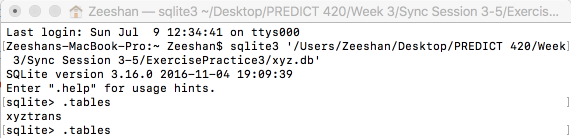 Zeeshan — sqlite3 ~/Desktop/PREDICT 420/Week 3/Sync Session 3-5/Exercise...
Last login: Sun Jul  9 12:34:41 on ttys000
[Zeeshans-MacBook-Pro:~ Zeeshan$ sqlite3 '/Users/Zeeshan/Desktop/PREDICT 420/Week
 3/Sync Session 3-5/ExercisePractice3/xyz.db'
SQLite version 3.16.0 2016-11-04 19:09:39
Enter ".help" for usage hints.
[sqlite> .tables
xyztrans
[sqlite> .tables